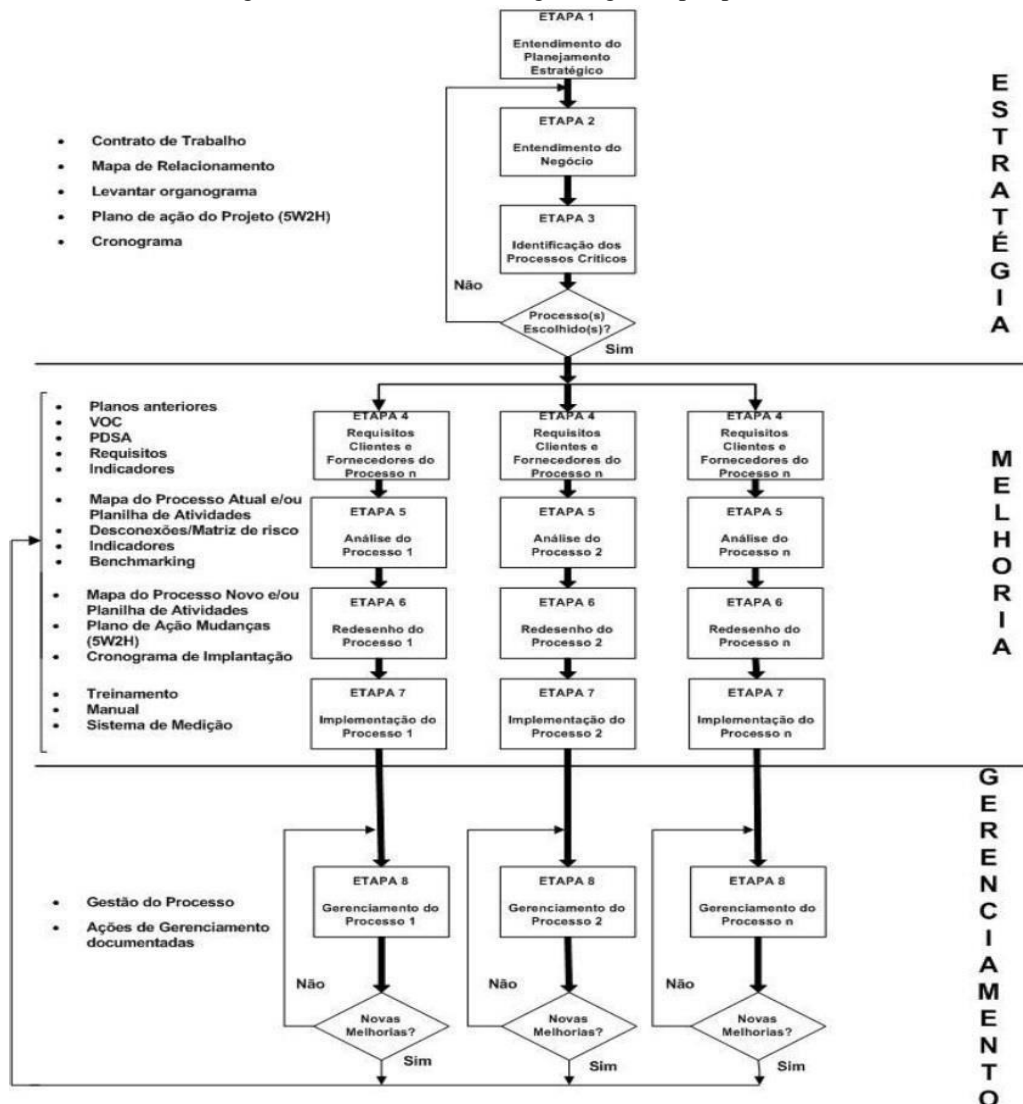 ETAPA 1
Entendimento do
Planejamento
Estratégico
• Contrato de Trabalho
• Mapa de Relacionamento
• Levantar organograma
• Plano de ação do Projeto (5W2H)
• Cronograma
ETAPA 2
Entendimento do
Negócio
ETAPA 3
Identificação dos
Processos Críticos
Não
Processo(s)
Escolhido(s)?
Sim
E
S
T
R
A
T
É
G
I
A
• Planos anteriores
• VOC
• PDSA
• Requisitos
• Indicadores
• Mapa do Processo Atual e/ou
Planilha de Atividades
• Desconexões/Matriz de risco
• Indicadores
• Benchmarking
• Mapa do Processo Novo e/ou
Planilha de Atividades
• Plano de Ação Mudanças
(5W2H)
• Cronograma de Implantação
• Treinamento
• Manual
• Sistema de Medição
ETAPA 4
Requisitos
Clientes e
Fornecedores do
Processo n
ETAPA 4
Requisitos
Clientes e
Fornecedores do
Processo n
ETAPA 4
Requisitos
Clientes e
Fornecedores do
Processo n
ETAPA 5
Análise do
Processo 1
ETAPA 5
Análise do
Processo 2
ETAPA 5
Análise do
Processo n
ETAPA 6
Redesenho do
Processo 1
ETAPA 6
Redesenho do
Processo 2
ETAPA 6
Redesenho do
Processo n
ETAPA 7
Implementação do
Processo 1
ETAPA 7
Implementação do
Processo 2
ETAPA 7
Implementação do
Processo n
M
E
L
H
O
R
I
A
• Gestão do Processo
• Ações de Gerenciamento
documentadas
ETAPA 8
Gerenciamento do
Processo 1
ETAPA 8
Gerenciamento do
Processo 2
ETAPA 8
Gerenciamento do
Processo n
Não
Novas
Melhorias?
Sim
Não
Novas
Melhorias?
Sim
Não
Novas
Melhorias?
Sim
G
E
R
E
N
C
I
A
M
E
N
T
O